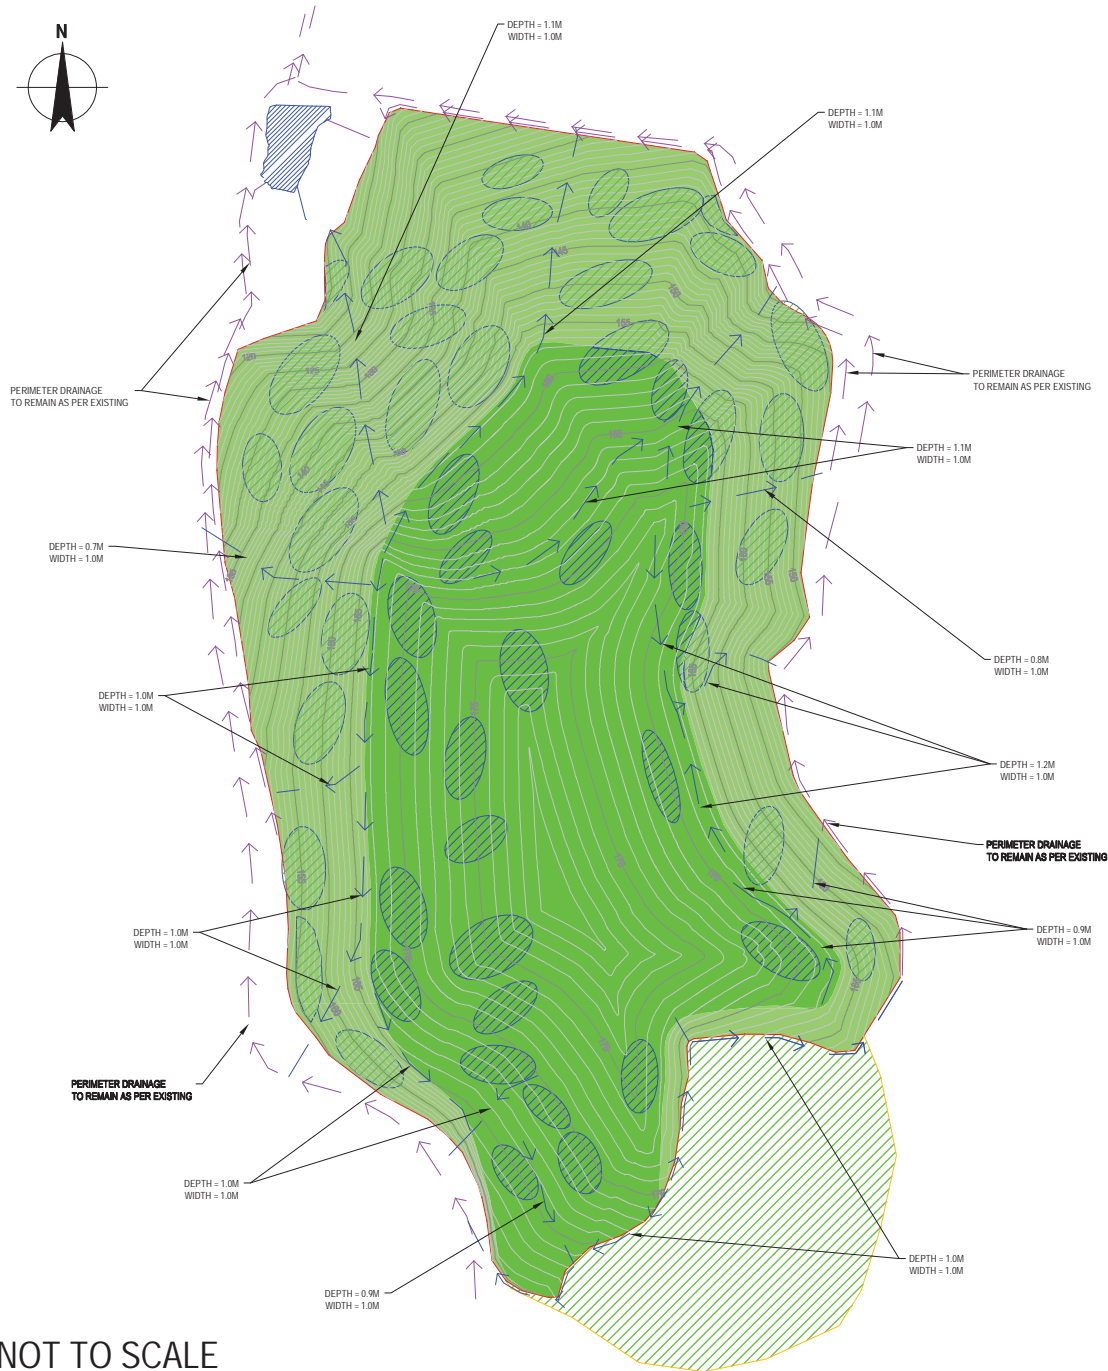 N
DEPTH = 1.1M
WIDTH = 1.0M
DEPTH = 1.1M
WIDTH = 1.0M
PERIMETER DRAINAGE
TO REMAIN AS PER EXISTING
PERIMETER DRAINAGE
TO REMAIN AS PER EXISTING
DEPTH = 1.1M
WIDTH = 1.0M
DEPTH = 0.7M
WIDTH = 1.0M
DEPTH = 0.8M
WIDTH = 1.0M
DEPTH = 1.0M
WIDTH = 1.0M
DEPTH = 1.2M
WIDTH = 1.0M
PERIMETER DRAINAGE
TO REMAIN AS PER EXISTING
DEPTH = 1.0M
WIDTH = 1.0M
DEPTH = 0.9M
WIDTH = 1.0M
PERIMETER DRAINAGE
TO REMAIN AS PER EXISTING
DEPTH = 1.0M
WIDTH = 1.0M
DEPTH = 1.0M
WIDTH = 1.0M
DEPTH = 0.9M
WIDTH = 1.0M
NOT TO SCALE